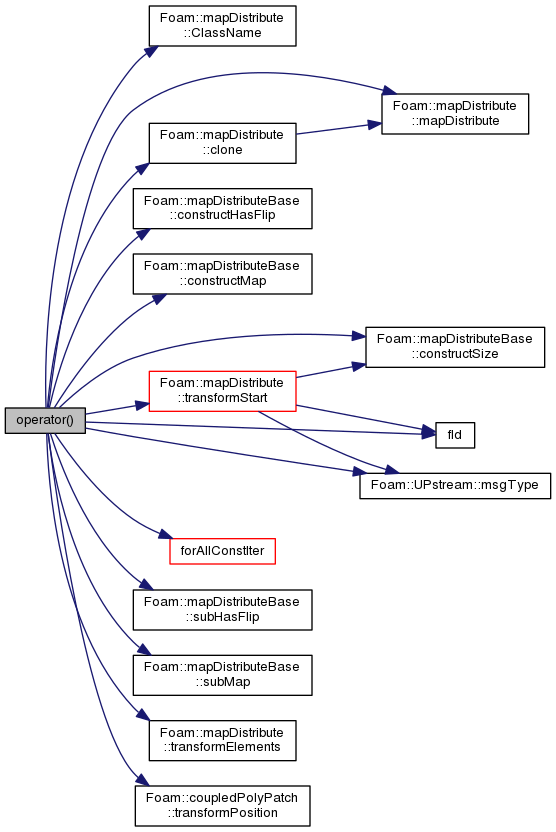 Foam::mapDistribute
::ClassName
Foam::mapDistribute
::mapDistribute
Foam::mapDistribute
::clone
Foam::mapDistributeBase
::constructHasFlip
Foam::mapDistributeBase
::constructMap
Foam::mapDistributeBase
::constructSize
Foam::mapDistribute
::transformStart
operator()
fld
Foam::UPstream::msgType
forAllConstIter
Foam::mapDistributeBase
::subHasFlip
Foam::mapDistributeBase
::subMap
Foam::mapDistribute
::transformElements
Foam::coupledPolyPatch
::transformPosition